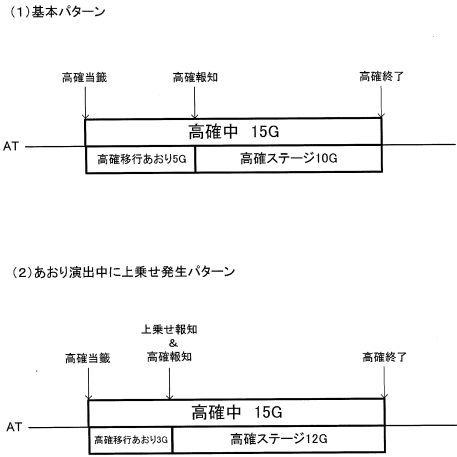 (1)基本パターン
高確当籤
高確報知
高確終了
高確中 15G
AT
高確移行あおり5G
高確ステージ10G
(2)あおり演出中に上乗せ発生パターン
上乗せ報知
&
高確当籤
高確報知
高確終了
高確中 15G
AT
高確移行あおり3G
高確ステージ12G